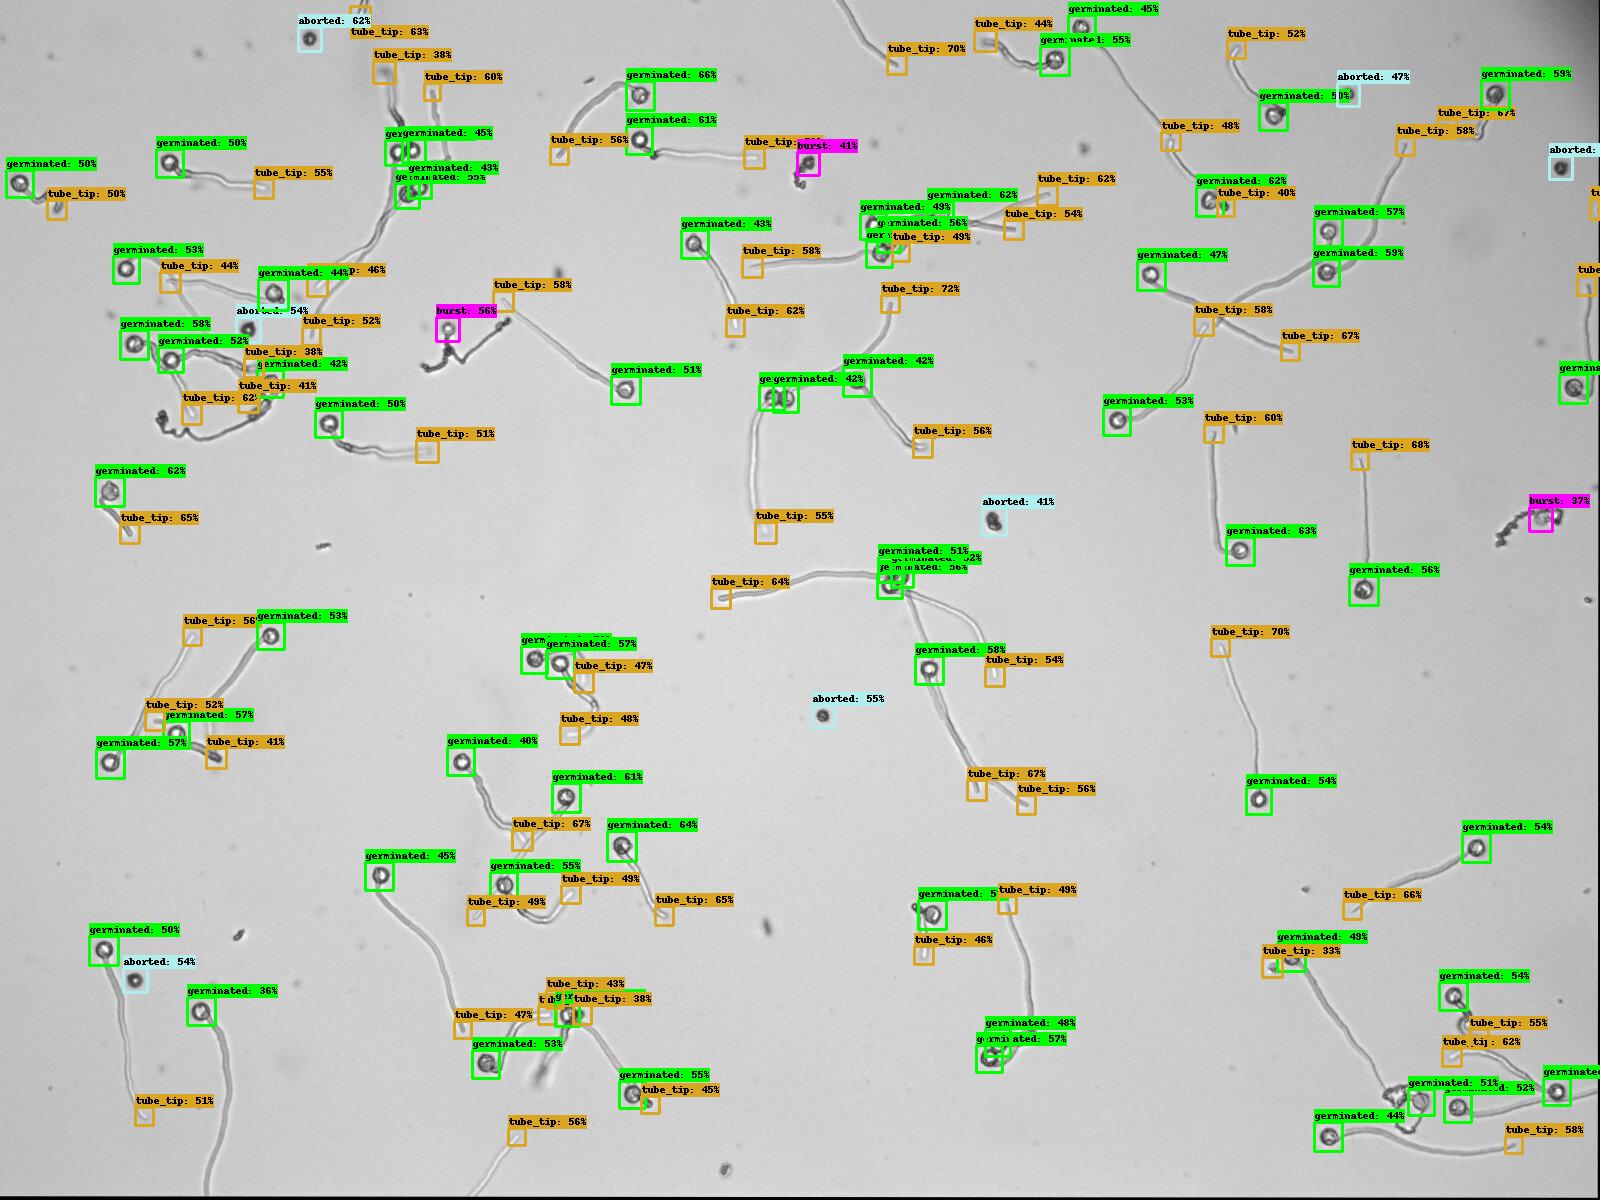 germinated: 45%
aborted: 62%
tube_tip: 44%
tube_tip: 63%
tube_tip: 52%
germinated: 55%
tube_tip: 70%
tube_tip: 38%
tube_tip: 60%
germinated: 66%
aborted: 47%
germinated: 59%
germinated: 50%
tube_tip: 67%
germinated: 61%
tube_tip: 48%
tube_tip: 58%
germinated: 45%
tube_tip: 56%
burst: 41%
germinated: 50%
aborted:
germinated: 50%
germinated: 43%
tube_tip: 55%
germinated: 55%
tube_tip: 62%
germinated: 62%
tube_tip: 50%
germinated: 62%
tube_tip: 40%
germinated: 49%
tube_tip: 54%
germinated: 57%
germinated: 43%
germinated: 56%
tube_tip: 49%
germinated: 53%
tube_tip: 58%
germinated: 47%
germinated: 59%
tube_tip: 44%
germinated: 44%
tube_tip: 58%
tube_tip: 72%
burst: 56%
aborted: 54%
tube_tip: 62%
tube_tip: 58%
germinated: 58%
tube_tip: 52%
germinated: 52%
tube_tip: 67%
tube_tip: 38%
germinated: 42%
germinated: 51%
germinated: 42%
germinated: 42%
tube_tip: 41%
germinated: 50%
germinated: 53%
tube_tip: 51%
tube_tip: 56%
tube_tip: 60%
tube_tip: 68%
germinated: 62%
aborted: 41%
burst: 37%
tube_tip: 65%
tube_tip: 55%
germinated: 63%
germinated: 51%
germinated: 56%
germinated: 56%
tube_tip: 64%
germinated: 53%
tube_tip: 70%
germinated: 57%
germinated: 58%
tube_tip: 47%
tube_tip: 54%
aborted: 55%
tube_tip: 52%
germinated: 57%
tube_tip: 48%
germinated: 57%
tube_tip: 41%
germinated: 40%
germinated: 61%
tube_tip: 67%
tube_tip: 56%
germinated: 54%
tube_tip: 67%
germinated: 64%
germinated: 54%
germinated: 45%
germinated: 55%
tube_tip: 49%
tube_tip: 49%
tube_tip: 49%
tube_tip: 65%
tube_tip: 66%
germinated: 50%
tube_tip: 46%
germinated: 49%
tube_tip: 33%
aborted: 54%
germinated: 54%
germinated: 36%
tube_tip: 43%
tube_tip: 38%
tube_tip: 47%
germinated: 48%
tube_tip: 55%
germinated: 53%
germinated: 57%
tube_tip: 62%
germinated: 55%
tube_tip: 45%
germinated: 51%
tube_tip: 51%
germinated: 44%
tube_tip: 56%
tube_tip: 58%